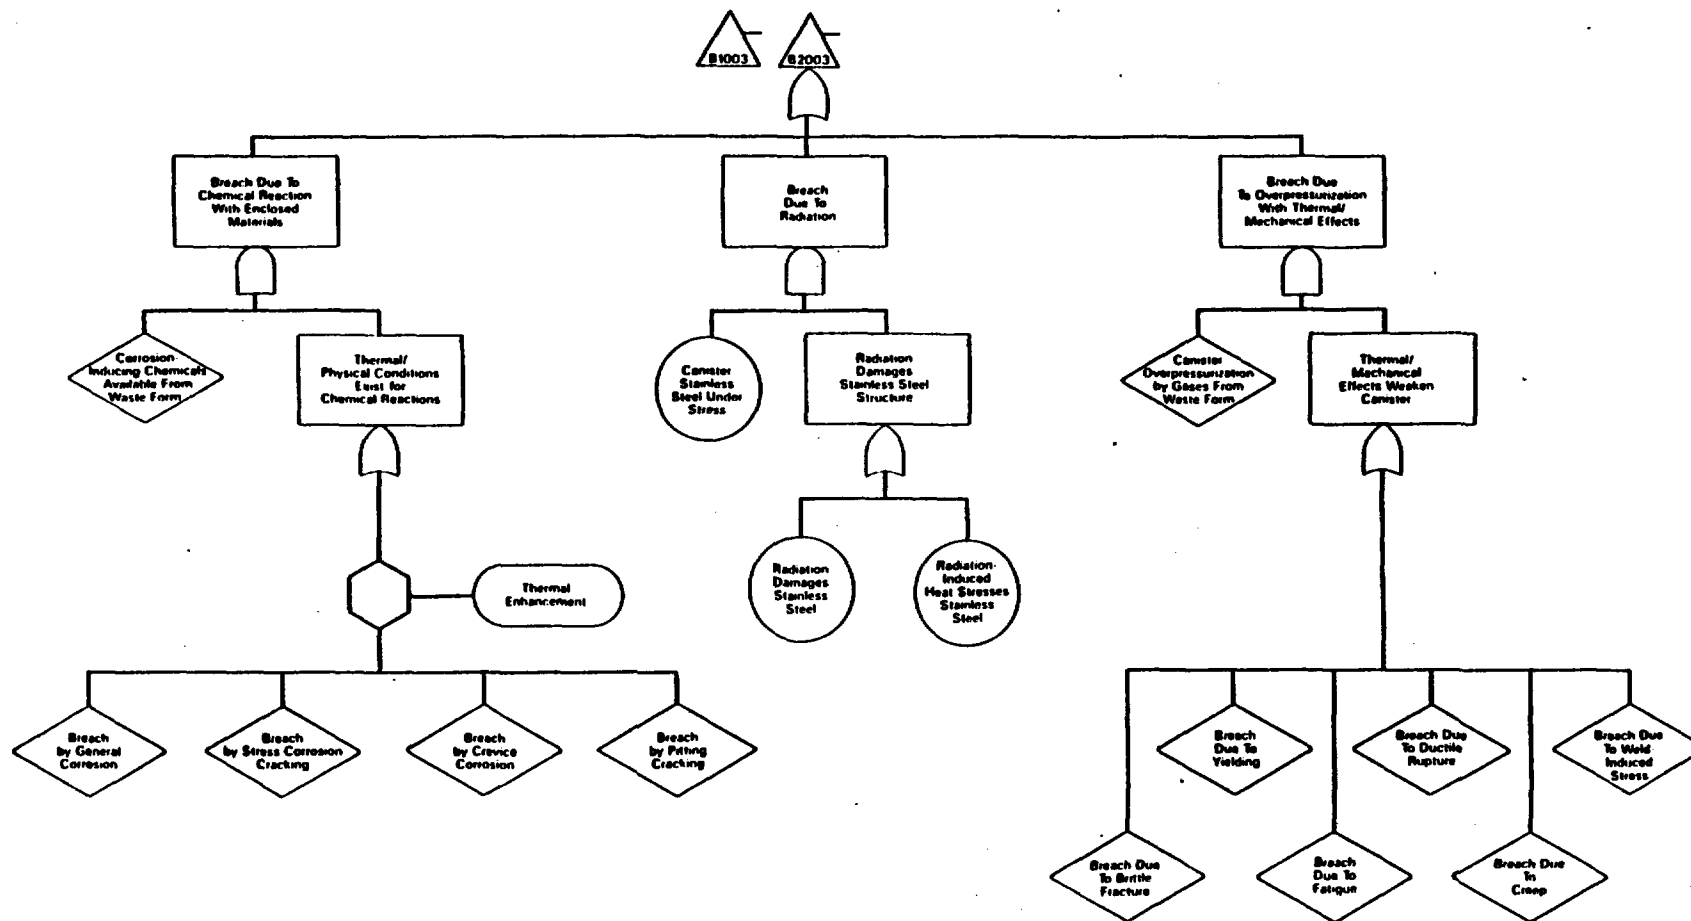 B1003
B2003
Breach Due To
Chemical Reaction
With Enclosed
Materials
Breach
Due To
Radiation
Breach Due
To Overpressurization
With Thermal/
Mechanical Effects
Corrosion-
Inducing Chemicals
Available From
Waste Form
Thermal/
Physical Conditions
Exist for
Chemical Reactions
Canister
Stainless
Steel Under
Stress
Radiation
Damages
Stainless Steel
Structure
Canister
Overpressurization
by Gases From
Waste Form
Thermal/
Mechanical
Effects Weaken
Canister
Thermal
Enhancement
Radiation
Damages
Stainless
Steel
Radiation-
Induced
Heat Stresses
Stainless
Steel
Breach
by General
Corrosion
Breach
by Stress Corrosion
Cracking
Breach
by Crevice
Corrosion
Breach
by Pitting
Cracking
Breach
Due To
Yielding
Breach Due
To Ductile
Rupture
Breach Due
To Weld-
Induced
Stress
Breach Due
To Brittle
Fracture
Breach
Due To
Fatigue
Breach Due
To
Creep